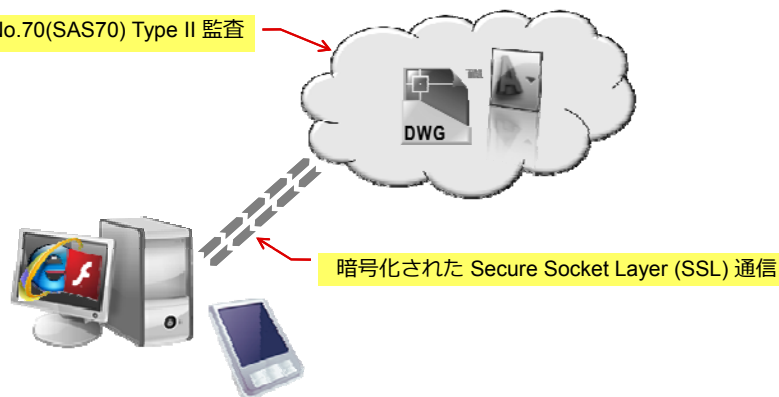 No.70(SAS70) Type II 監査
DWG
暗号化された Secure Socket Layer (SSL) 通信